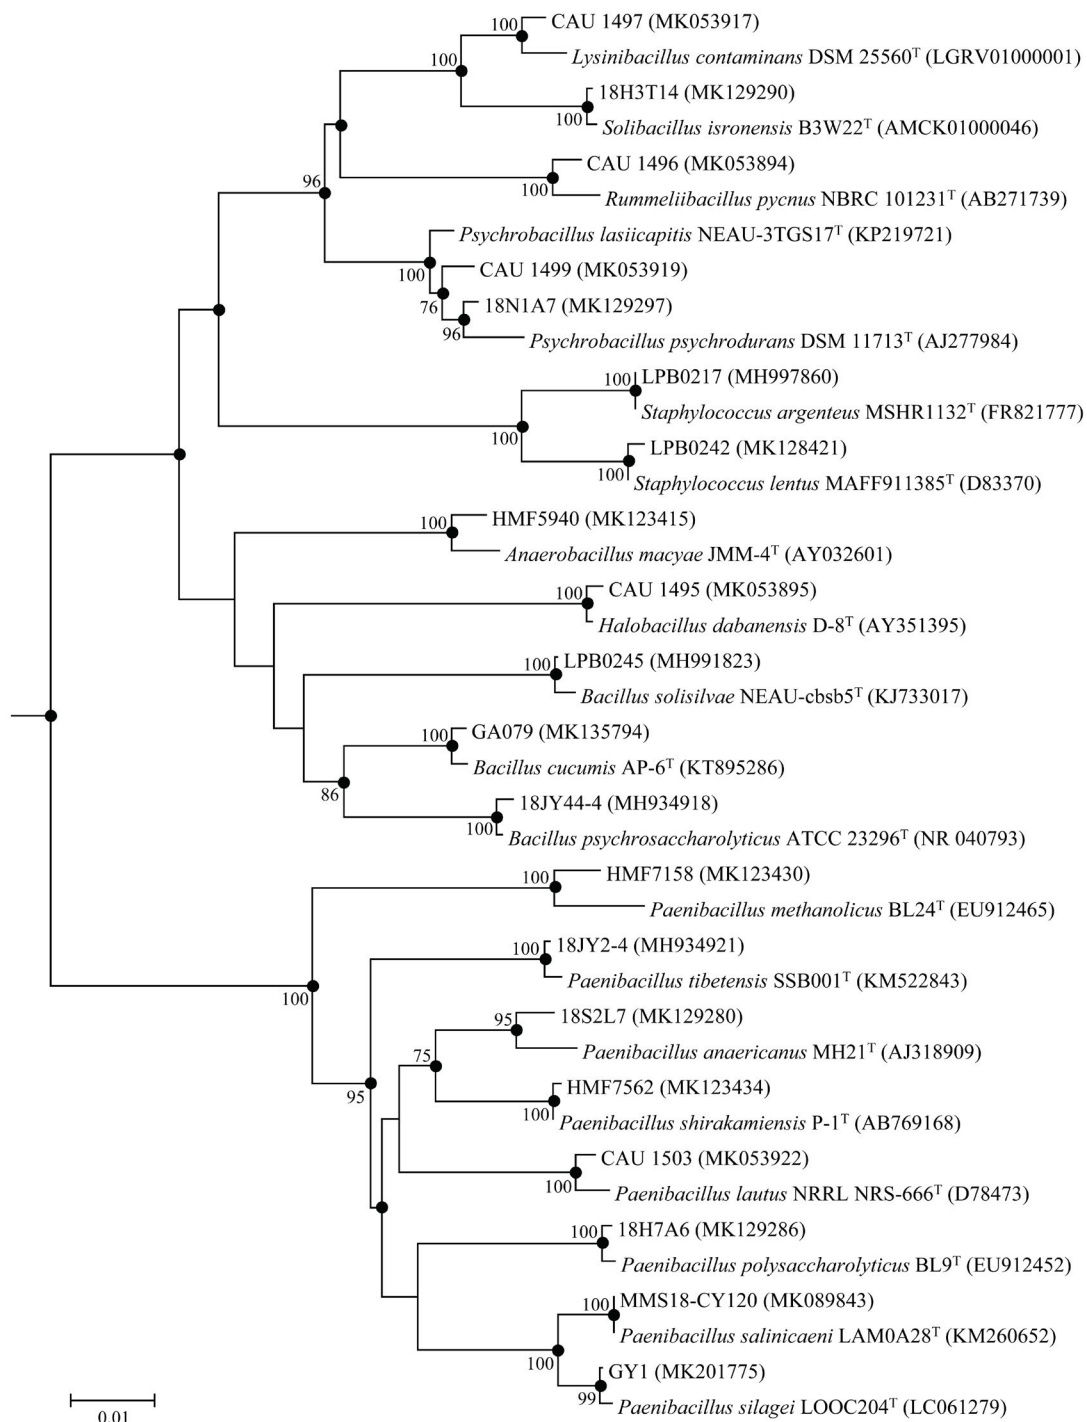 100
CAU 1497 (MK053917)
Lysinibacillus contaminans DSM 25560ᵀ (LGRV01000001)
100
18H3T14 (MK129290)
100
Solibacillus isronensis B3W22ᵀ (AMCK01000046)
CAU 1496 (MK053894)
100
Rummeliibacillus pycnus NBRC 101231ᵀ (AB271739)
96
Psychrobacillus lasiicapitis NEAU-3TGS17ᵀ (KP219721)
100
CAU 1499 (MK053919)
76
18N1A7 (MK129297)
96
Psychrobacillus psychrodurans DSM 11713ᵀ (AJ277984)
100
LPB0217 (MH997860)
Staphylococcus argenteus MSHR1132ᵀ (FR821777)
100
LPB0242 (MK128421)
100
Staphylococcus lentus MAFF911385ᵀ (D83370)
100
HMF5940 (MK123415)
Anaerobacillus macyae JMM-4ᵀ (AY032601)
100
CAU 1495 (MK053895)
Halobacillus dabanensis D-8ᵀ (AY351395)
100
LPB0245 (MH991823)
Bacillus solisilvae NEAU-cbsb5ᵀ (KJ733017)
100
GA079 (MK135794)
Bacillus cucumis AP-6ᵀ (KT895286)
86
18JY44-4 (MH934918)
100
Bacillus psychrosaccharolyticus ATCC 23296ᵀ (NR 040793)
100
HMF7158 (MK123430)
Paenibacillus methanolicus BL24ᵀ (EU912465)
100
18JY2-4 (MH934921)
Paenibacillus tibetensis SSB001ᵀ (KM522843)
100
95
18S2L7 (MK129280)
Paenibacillus anaericanus MH21ᵀ (AJ318909)
75
HMF7562 (MK123434)
95
100
Paenibacillus shirakamiensis P-1ᵀ (AB769168)
CAU 1503 (MK053922)
100
Paenibacillus lautus NRRL NRS-666ᵀ (D78473)
100
18H7A6 (MK129286)
Paenibacillus polysaccharolyticus BL9ᵀ (EU912452)
100
MMS18-CY120 (MK089843)
Paenibacillus salinicaeni LAM0A28ᵀ (KM260652)
100
GY1 (MK201775)
99
Paenibacillus silagei LOOC204ᵀ (LC061279)
0.01